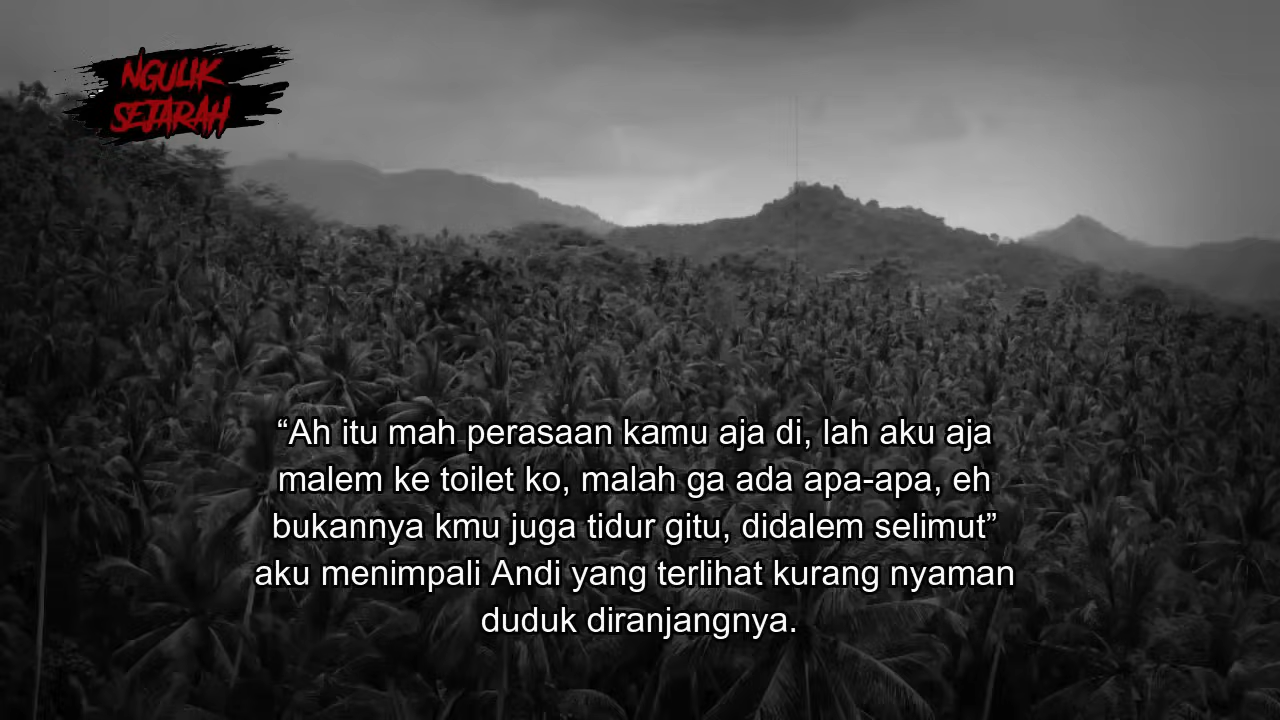 NGULIK
SEJARAH
“Ah itu mah perasaan kamu aja di, lah aku aja
malem ke toilet ko, malah ga ada apa-apa, eh
bukannya kmu juga tidur gitu, didalem selimut”
aku menimpali Andi yang terlihat kurang nyaman
duduk diranjangnya.